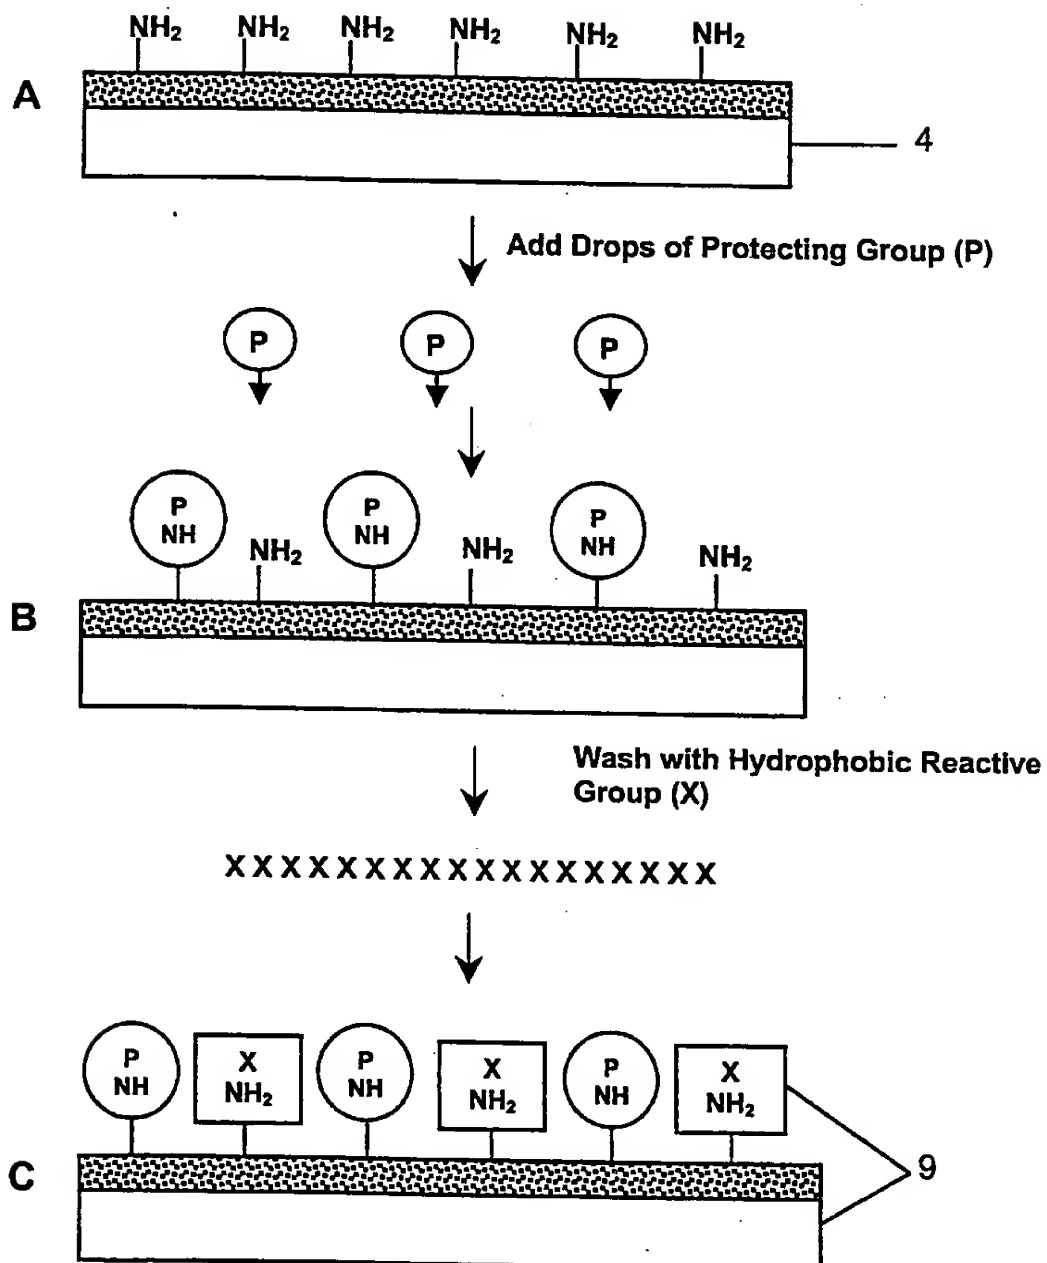 NH₂ NH₂ NH₂ NH₂ NH₂ NH₂
A
4
Add Drops of Protecting Group (P)
P P P
P P P
NH NH₂ NH NH₂ NH NH₂
B
Wash with Hydrophobic Reactive
Group (X)
X X X X X X X X X X X X X X X X X X
P X P X P X
NH NH₂ NH NH₂ NH NH₂
C
9